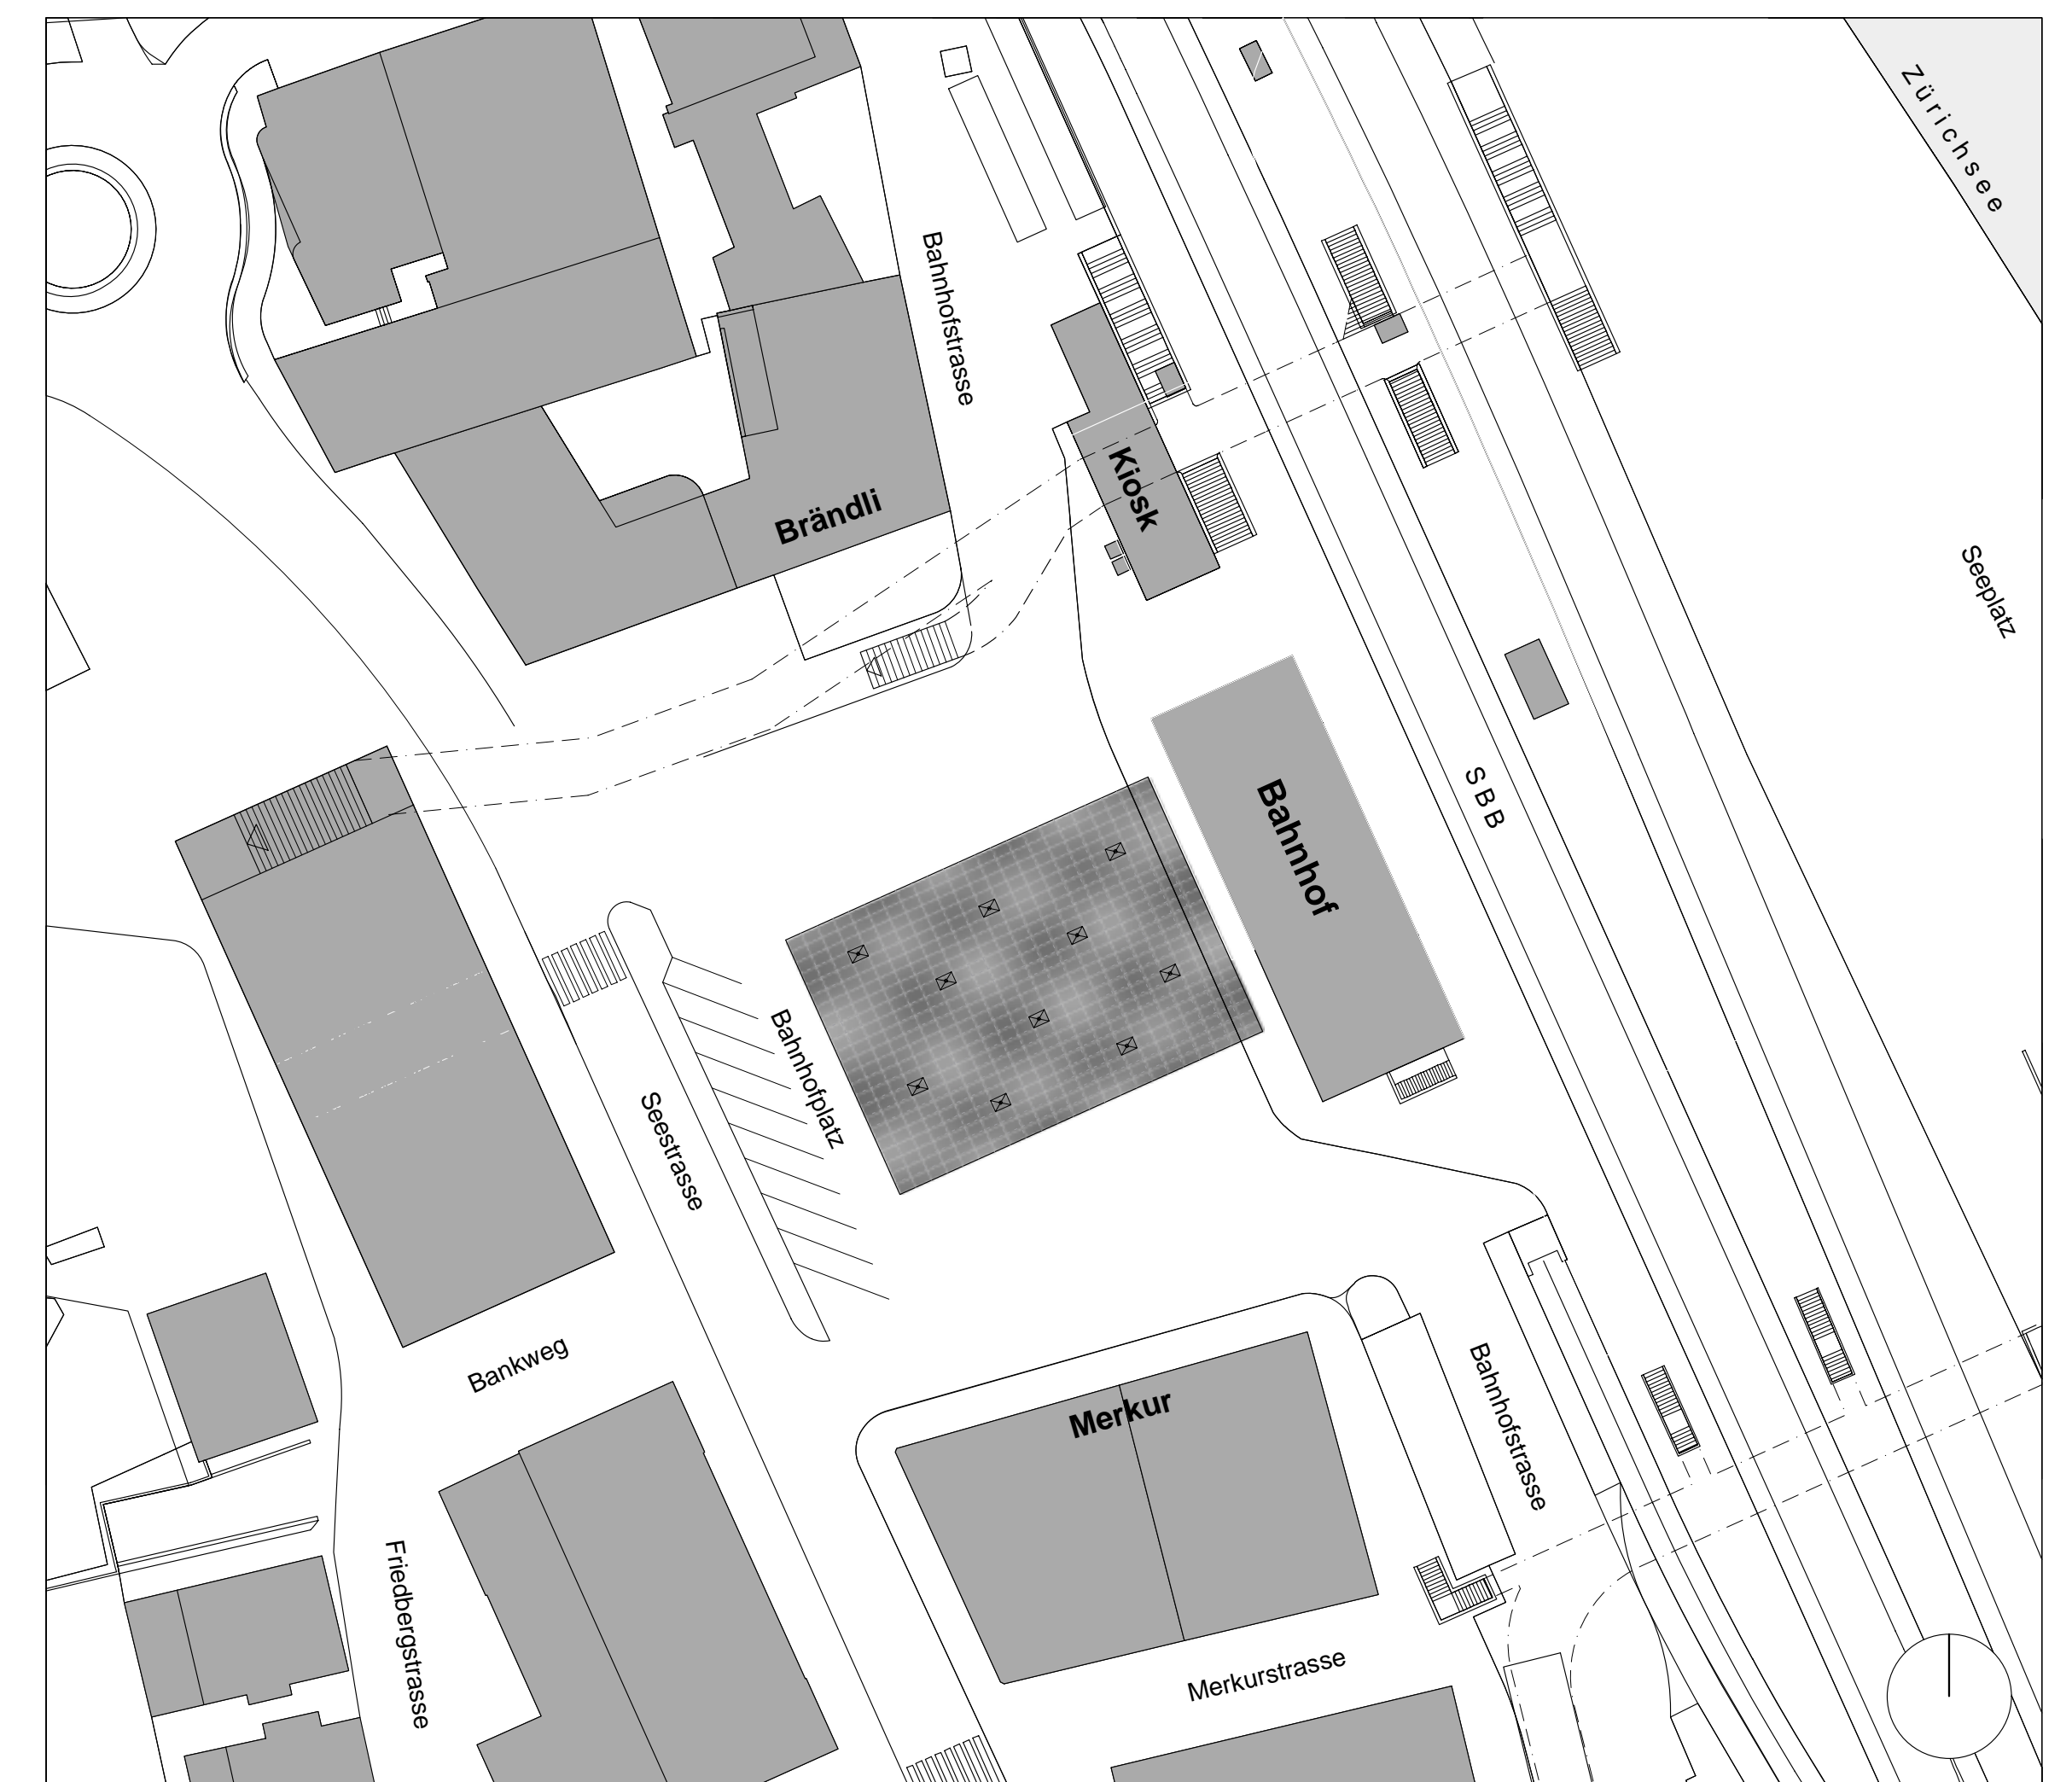 Zürichsee
Bahnhofstrasse
Kiosk
Brändli
Seeplatz
SBB
Bahnhof
Bahnhofplatz
Seestrasse
Bankweg
Merkur
Bahnhofstrasse
Friedbergstrasse
Merkurstrasse